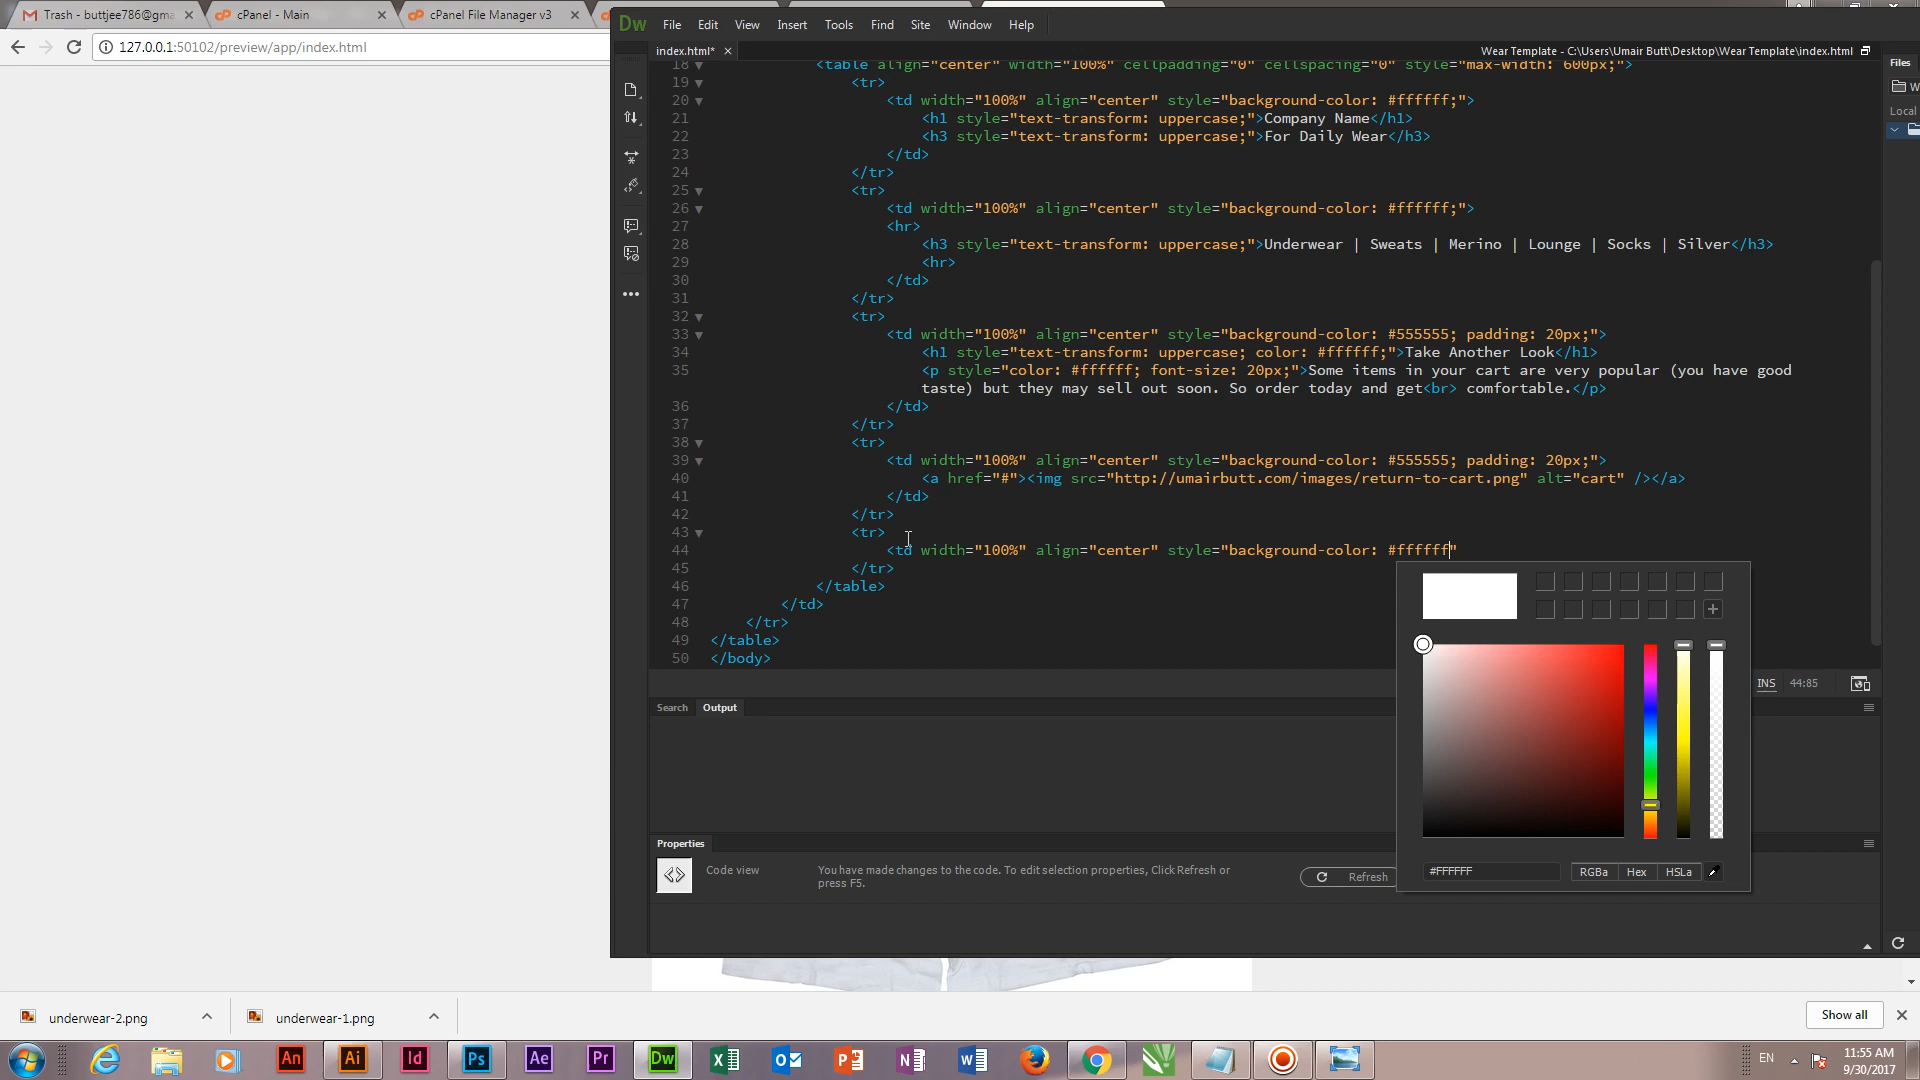 Trash - buttjee786@gma
cPanel - Main
cPanel File Manager v3
127.0.0.1:50102/preview/app/index.html
Dw File Edit View Insert Tools Find Site Window Help
index.html*
Wear Template - C:\Users\Umair Butt\Desktop\Wear Template\index.html
Files
Local
18 <table align="center" width="100%" cellpadding="0" cellspacing="0" style="max-width: 600px;">
19 <tr>
20 <td width="100%" align="center" style="background-color: #ffffff;">
21 <h1 style="text-transform: uppercase;">Company Name</h1>
22 <h3 style="text-transform: uppercase;">For Daily Wear</h3>
23 </td>
24 </tr>
25 <tr>
26 <td width="100%" align="center" style="background-color: #ffffff;">
27 <hr>
28 <h3 style="text-transform: uppercase;">Underwear | Sweats | Merino | Lounge | Socks | Silver</h3>
29 <hr>
30 </td>
31 </tr>
32 <tr>
33 <td width="100%" align="center" style="background-color: #555555; padding: 20px;">
34 <h1 style="text-transform: uppercase; color: #ffffff;">Take Another Look</h1>
35 <p style="color: #ffffff; font-size: 20px;">Some items in your cart are very popular (you have good
taste) but they may sell out soon. So order today and get<br> comfortable.</p>
36 </td>
37 </tr>
38 <tr>
39 <td width="100%" align="center" style="background-color: #555555; padding: 20px;">
40 <a href="#"><img src="http://umairbutt.com/images/return-to-cart.png" alt="cart" /></a>
41 </td>
42 </tr>
43 <tr>
44 <td width="100%" align="center" style="background-color: #ffffff"
45 </tr>
46 </table>
47 </td>
48 </tr>
49 </table>
50 </body>
INS 44:85
Search Output
Properties
Code view
You have made changes to the code. To edit selection properties, Click Refresh or
press F5.
Refresh
#FFFFFF
RGBa Hex HSLa
underwear-2.png
underwear-1.png
Show all
An Ai Id Ps Ae Pr Dw
EN
11:55 AM
9/30/2017